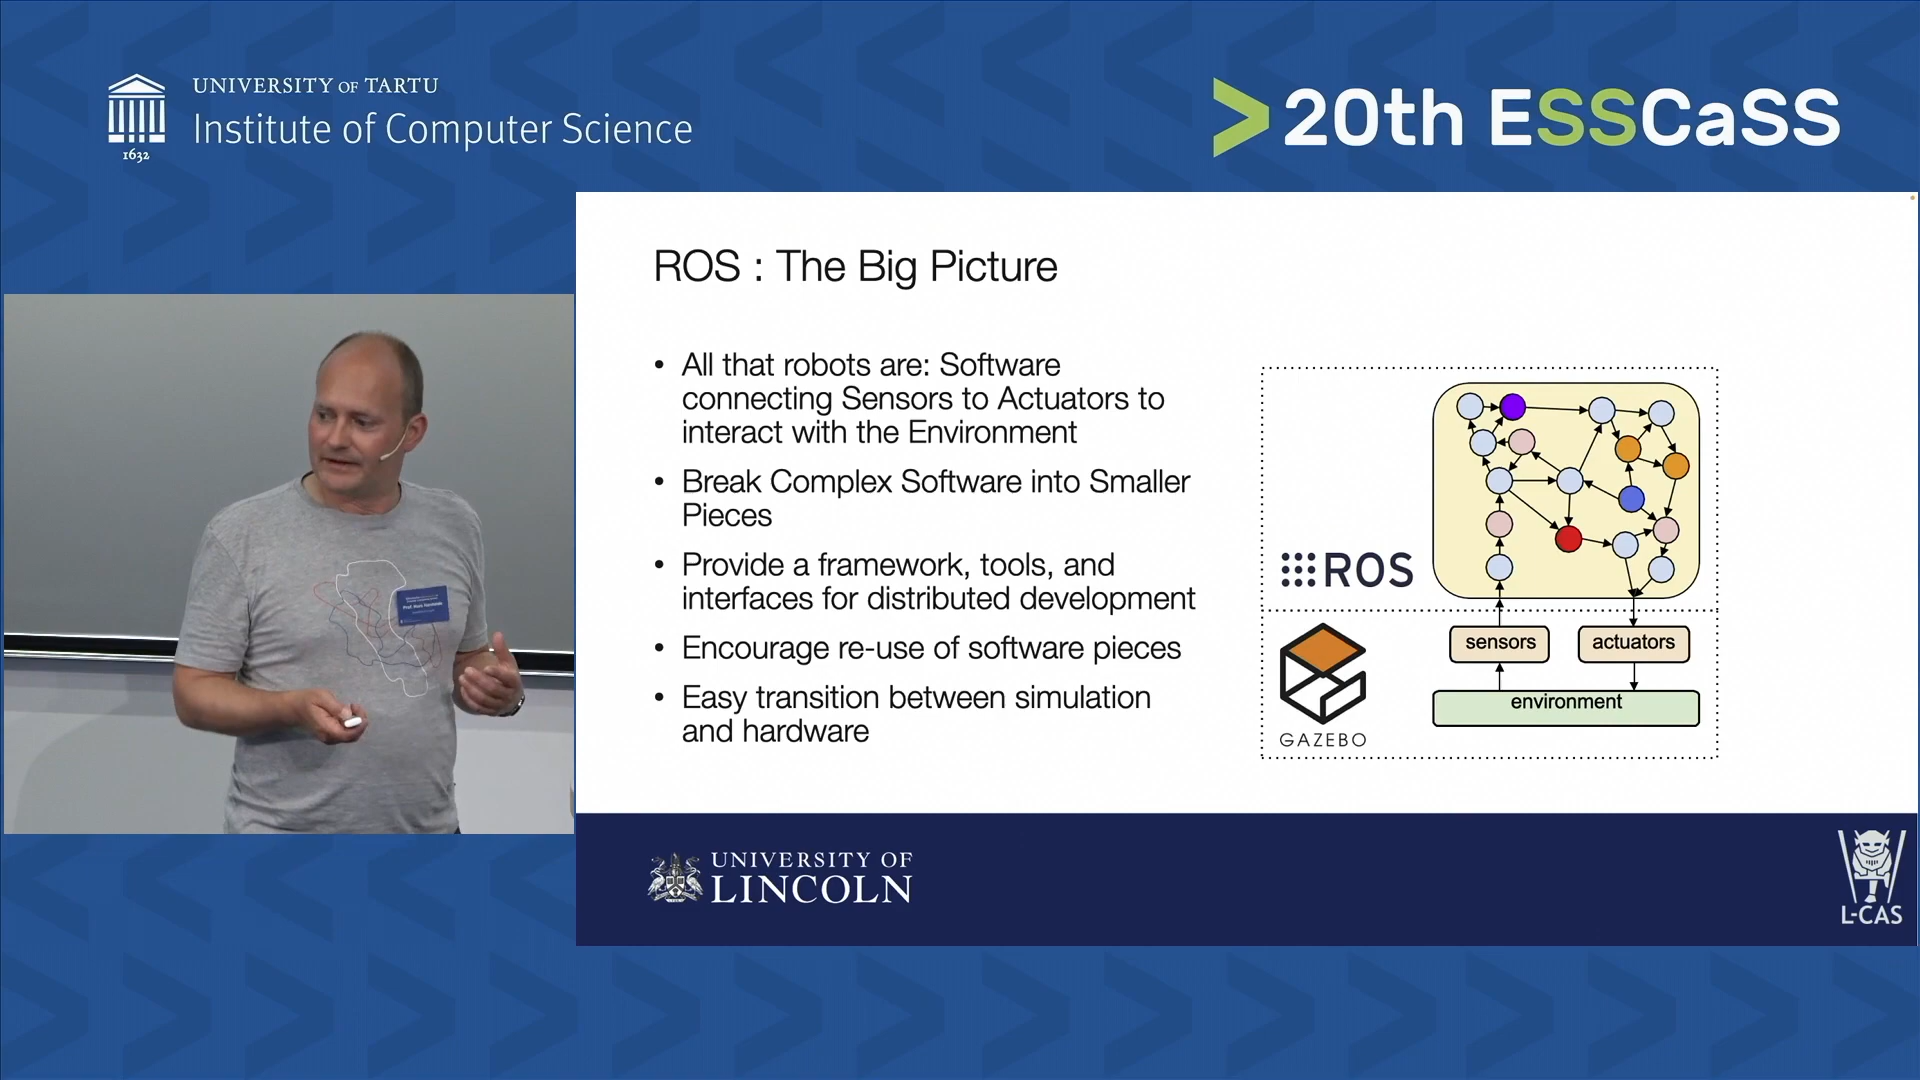 UNIVERSITY OF TARTU
Institute of Computer Science
1632
20th ESSCaSS
ROS : The Big Picture
• All that robots are: Software
connecting Sensors to Actuators to
interact with the Environment
• Break Complex Software into Smaller
Pieces
• Provide a framework, tools, and
interfaces for distributed development
• Encourage re-use of software pieces
• Easy transition between simulation
and hardware
ROS
sensors
actuators
environment
GAZEBO
UNIVERSITY OF
LINCOLN
L-CAS